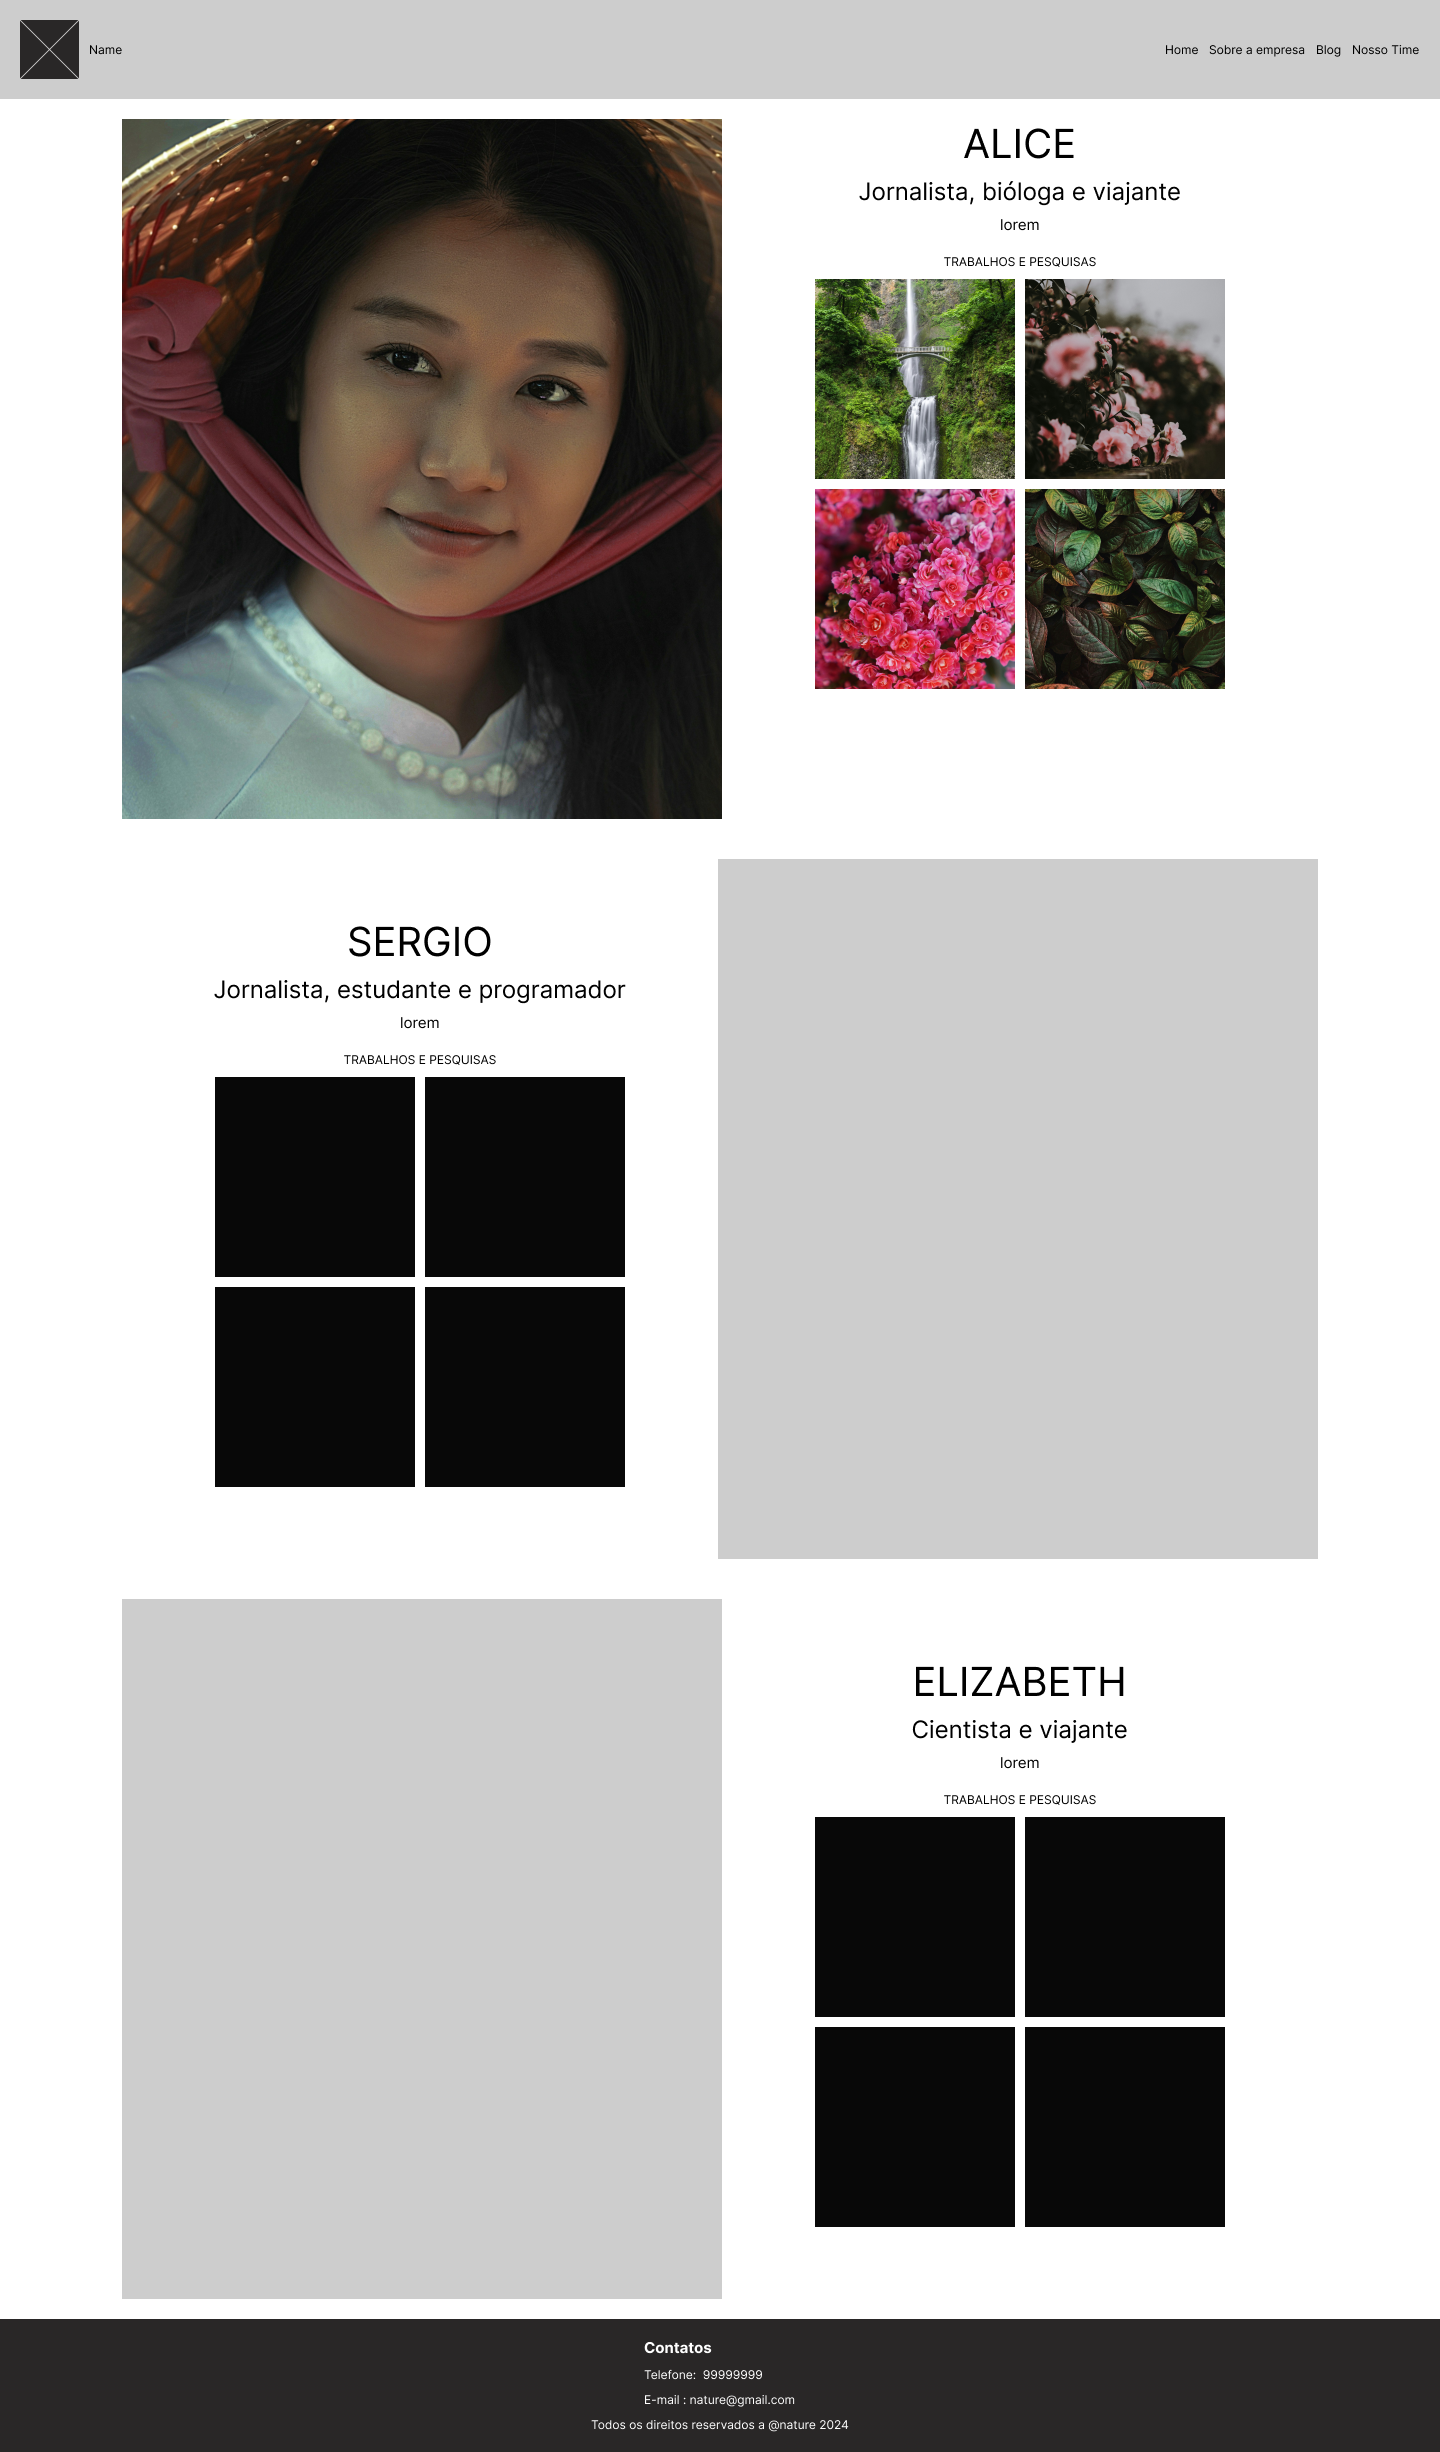 Name
Home Sobre a empresa Blog Nosso Time
ALICE
Jornalista, bióloga e viajante
lorem
TRABALHOS E PESQUISAS
SERGIO
Jornalista, estudante e programador
lorem
TRABALHOS E PESQUISAS
ELIZABETH
Cientista e viajante
lorem
TRABALHOS E PESQUISAS
Contatos
Telefone: 99999999
E-mail : nature@gmail.com
Todos os direitos reservados a @nature 2024